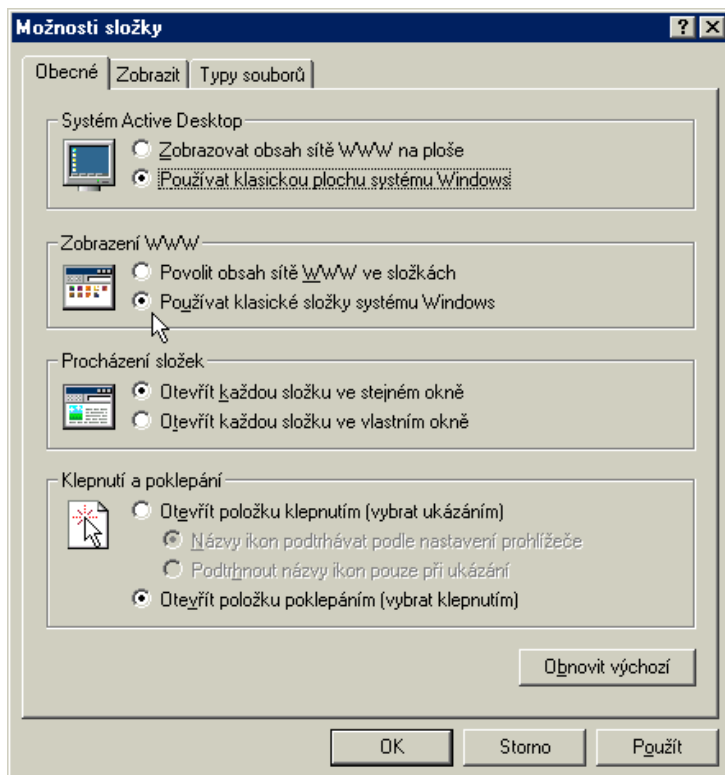 Možnosti složky
Obecné Zobrazit Typy souborů
Systém Active Desktop
Zobrazovat obsah sítě WWW na ploše
Používat klasickou plochu systému Windows
Zobrazení WWW
Povolit obsah sítě WWW ve složkách
Používat klasické složky systému Windows
Procházení složek
Otevřít každou složku ve stejném okně
Otevřít každou složku ve vlastním okně
Klepnutí a poklepání
Otevřít položku klepnutím (vybrat ukázáním)
Názvy ikon podtrhávat podle nastavení prohlížeče
Podtrhnout názvy ikon pouze při ukázání
Otevřít položku poklepáním (vybrat klepnutím)
Obnovit výchozí
OK Storno Použít